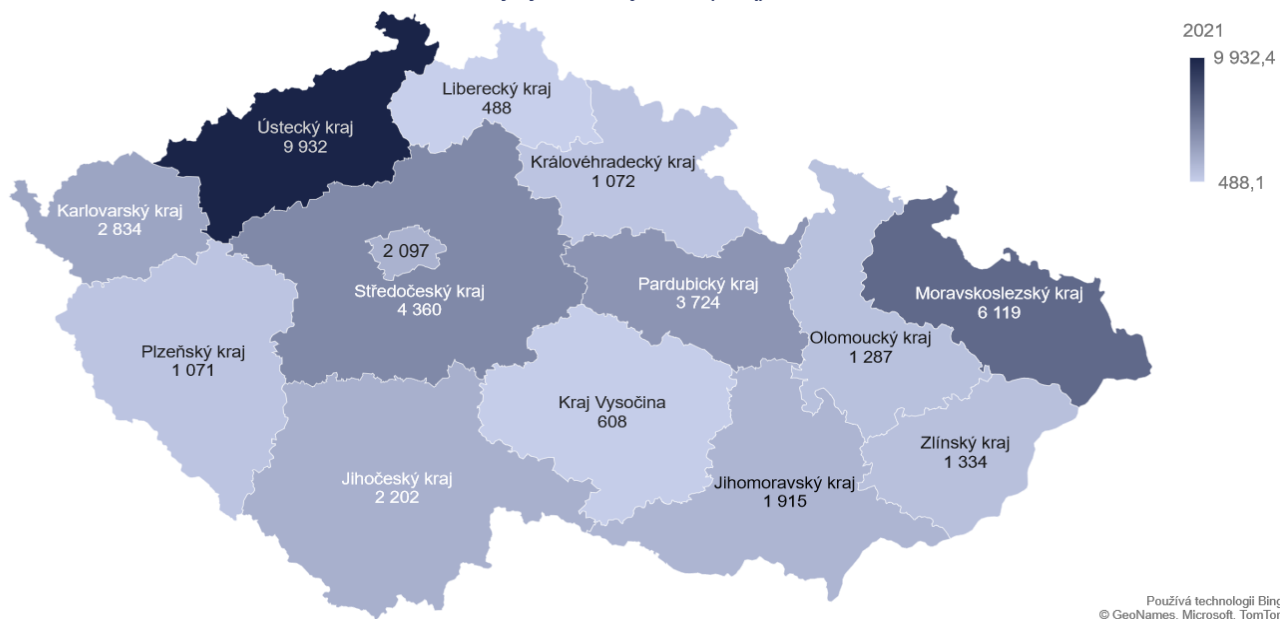 2021
9 932,4
488,1
Liberecký kraj
488
Ústecký kraj
9 932
Královéhradecký kraj
1 072
Karlovarský kraj
2 834
2 097
Středočeský kraj
4 360
Pardubický kraj
3 724
Moravskoslezský kraj
6 119
Olomoucký kraj
1 287
Plzeňský kraj
1 071
Kraj Vysočina
608
Zlínský kraj
1 334
Jihočeský kraj
2 202
Jihomoravský kraj
1 915
Používá technologii Bing
© GeoNames, Microsoft, TomTom